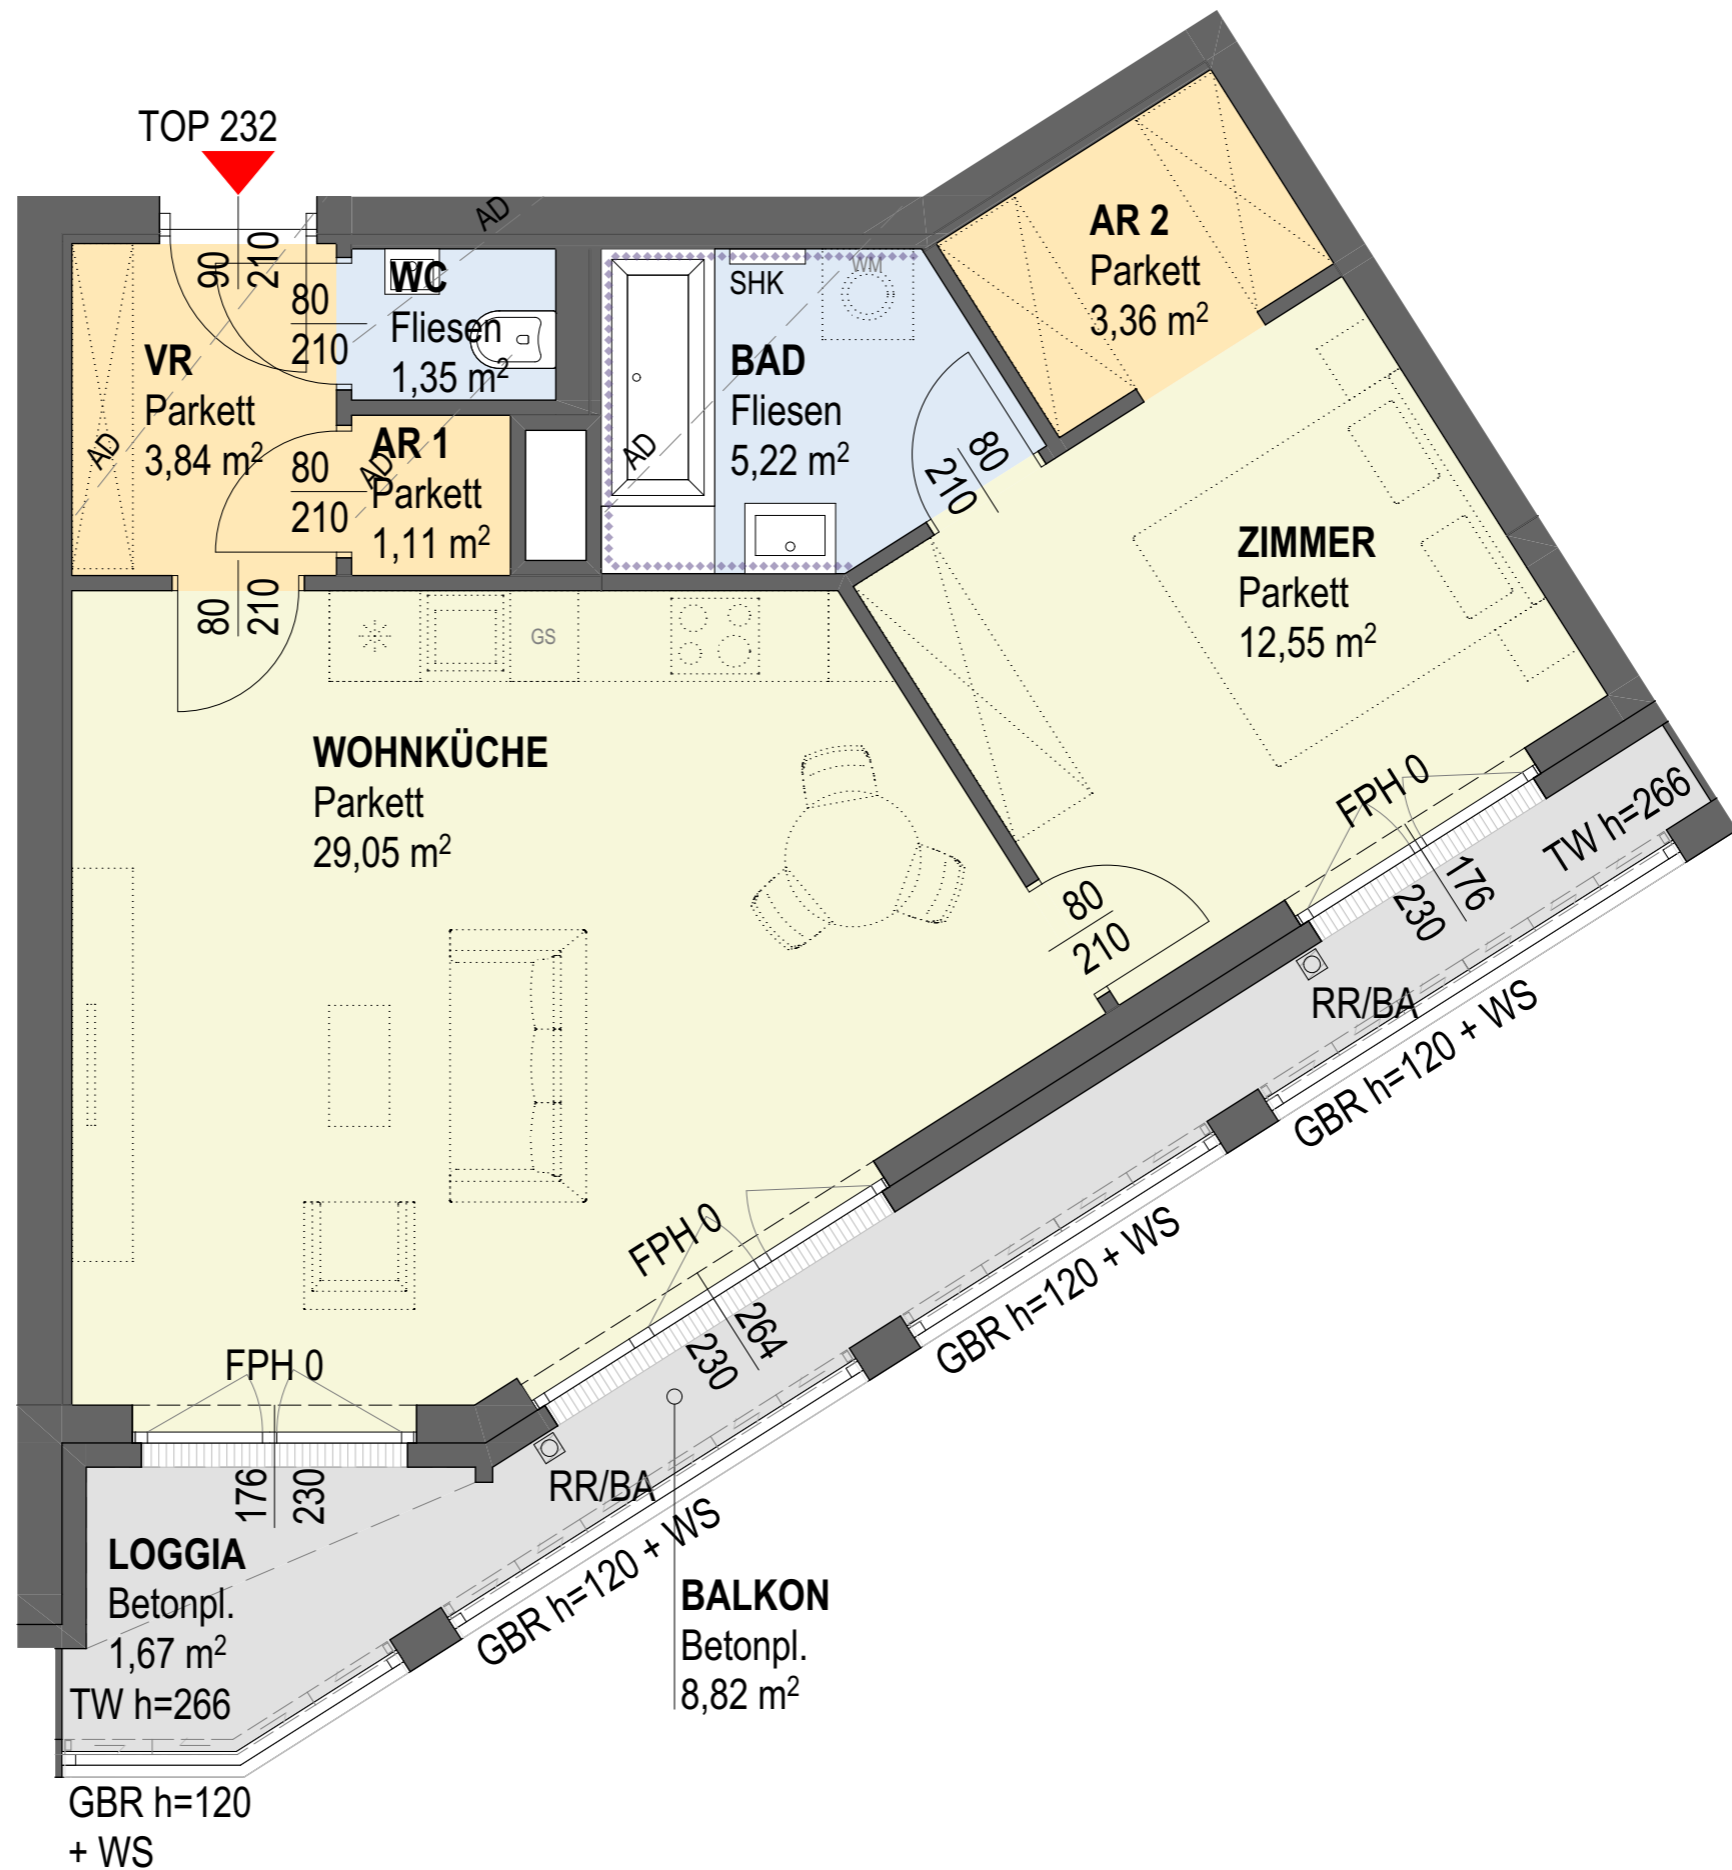 TOP 232
AD
90
210
WC
Fliesen
1,35 m²
80
210
VR
Parkett
3,84 m²
AD
AR 1
Parkett
1,11 m²
AD
80
210
80
210
SHK
WM
BAD
Fliesen
5,22 m²
AD
80
210
AR 2
Parkett
3,36 m²
ZIMMER
Parkett
12,55 m²
GS
WOHNKÜCHE
Parkett
29,05 m²
80
210
FPH 0
176
230
TW h=266
RR/BA
GBR h=120 + WS
FPH 0
264
230
GBR h=120 + WS
FPH 0
176
230
RR/BA
GBR h=120 + WS
LOGGIA
Betonpl.
1,67 m²
TW h=266
BALKON
Betonpl.
8,82 m²
GBR h=120
+ WS